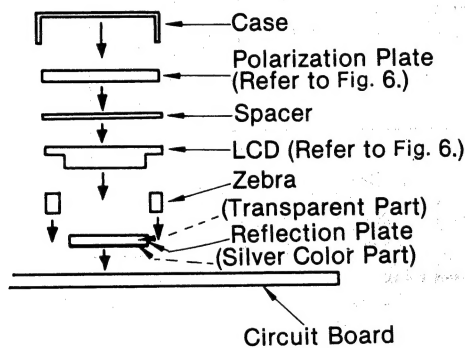 Case
Polarization Plate
(Refer to Fig. 6.)
Spacer
LCD (Refer to Fig. 6.)
Zebra
(Transparent Part)
Reflection Plate
(Silver Color Part)
Circuit Board